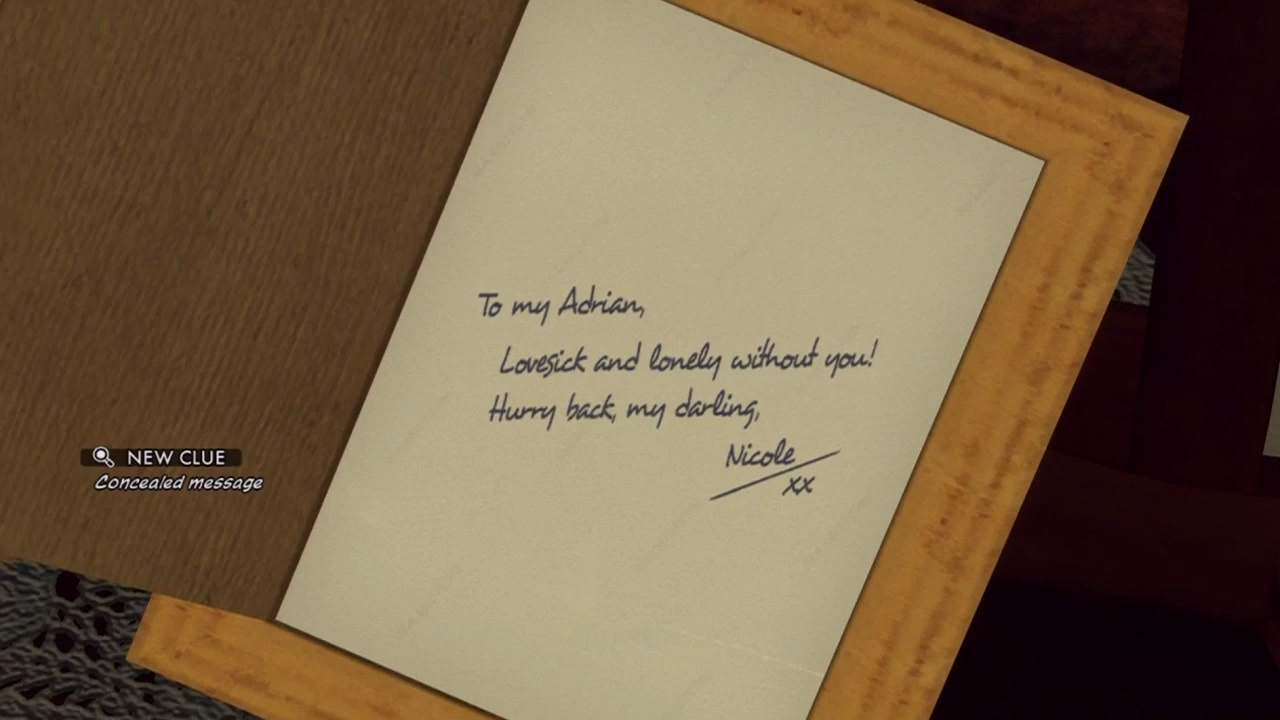 To my Adrian,
Lovesick and lonely without you!
Hurry back, my darling,
Nicole
xx
NEW CLUE
Concealed message